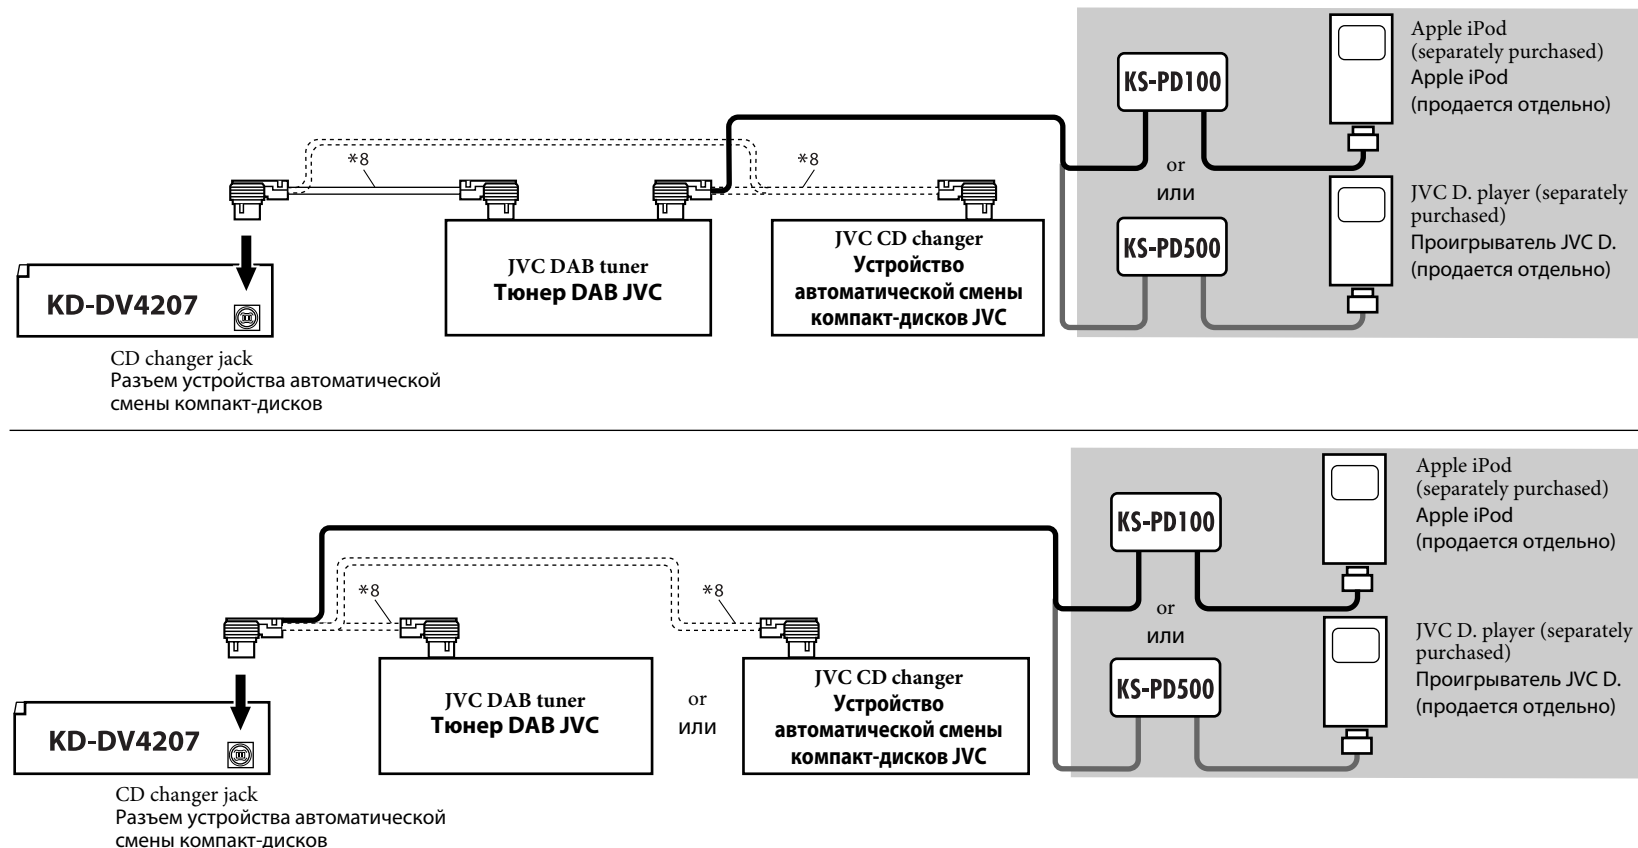 Apple iPod
(separately purchased)
Apple iPod
(продается отдельно)
KS-PD100
*8
*8
or
или
JVC D. player (separately
purchased)
Проигрыватель JVC D.
(продается отдельно)
KS-PD500
KD-DV4207
JVC DAB tuner
Тюнер DAB JVC
JVC CD changer
Устройство
автоматической смены
компакт-дисков JVC
CD changer jack
Разъем устройства автоматической
смены компакт-дисков
Apple iPod
(separately purchased)
Apple iPod
(продается отдельно)
KS-PD100
*8
*8
or
или
JVC D. player (separately
purchased)
Проигрыватель JVC D.
(продается отдельно)
KS-PD500
KD-DV4207
JVC DAB tuner
Тюнер DAB JVC
or
или
JVC CD changer
Устройство
автоматической смены
компакт-дисков JVC
CD changer jack
Разъем устройства автоматической
смены компакт-дисков